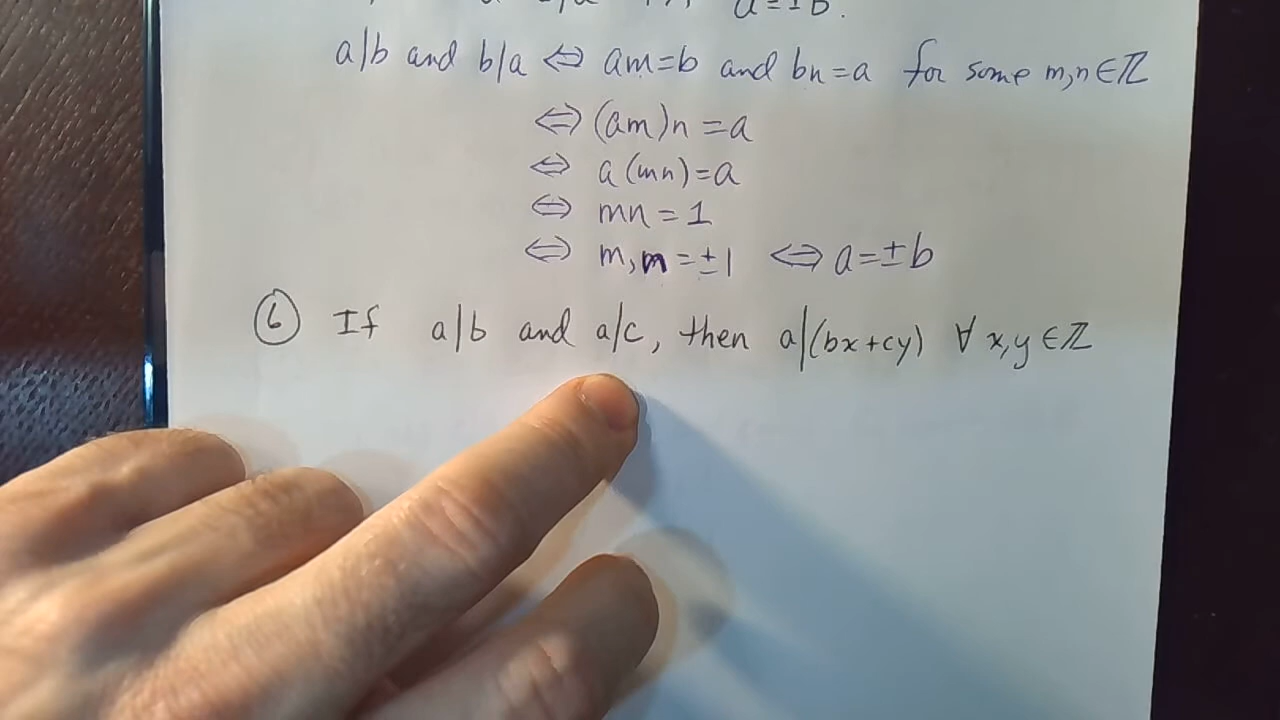 a=±b.
a|b and b|a ⇔ am=b and bn=a for some m,n∈ℤ
⇔ (am)n=a
⇔ a(mn)=a
⇔ mn=1
⇔ m,n=±1 ⇔ a=±b
⑥ If a|b and a|c, then a|(bx+cy) ∀ x,y∈ℤ